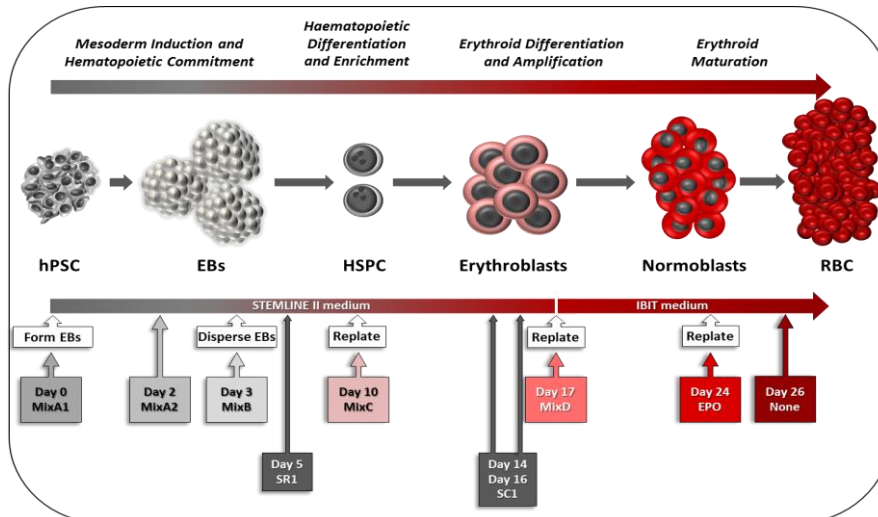 Mesoderm Induction and
Hematopoietic Commitment
Haematopoietic
Differentiation
and Enrichment
Erythroid Differentiation
and Amplification
Erythroid
Maturation
hPSC
EBs
HSPC
Erythroblasts
Normoblasts
RBC
STEMLINE II medium
IBIT medium
Form EBs
Disperse EBs
Replate
Replate
Replate
Day 0
MixA1
Day 2
MixA2
Day 3
MixB
Day 10
MixC
Day 17
MixD
Day 24
EPO
Day 26
None
Day 5
SR1
Day 14
Day 16
SC1